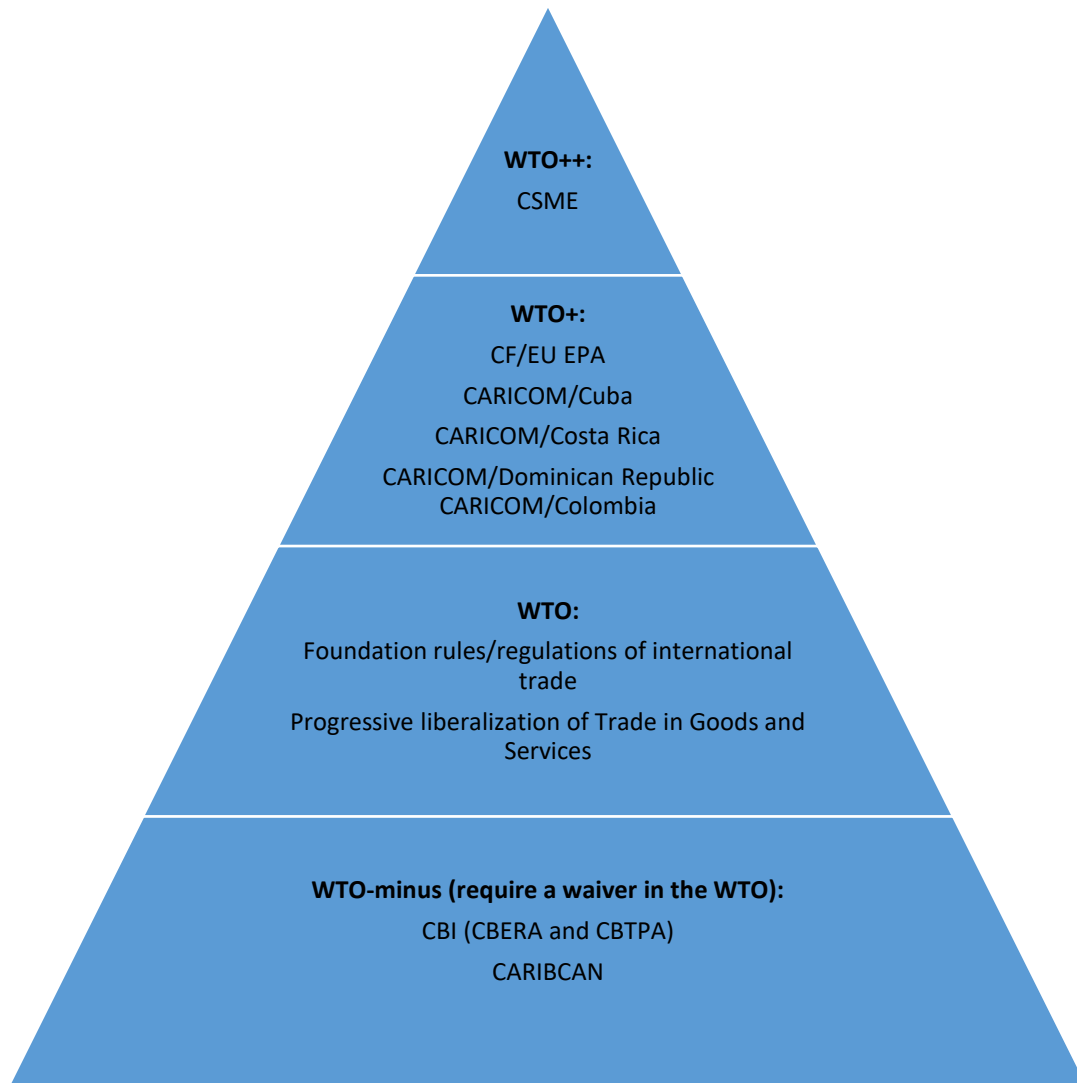 WTO++:
CSME
WTO+:
CF/EU EPA
CARICOM/Cuba
CARICOM/Costa Rica
CARICOM/Dominican Republic
CARICOM/Colombia
WTO:
Foundation rules/regulations of international
trade
Progressive liberalization of Trade in Goods and
Services
WTO-minus (require a waiver in the WTO):
CBI (CBERA and CBTPA)
CARIBCAN